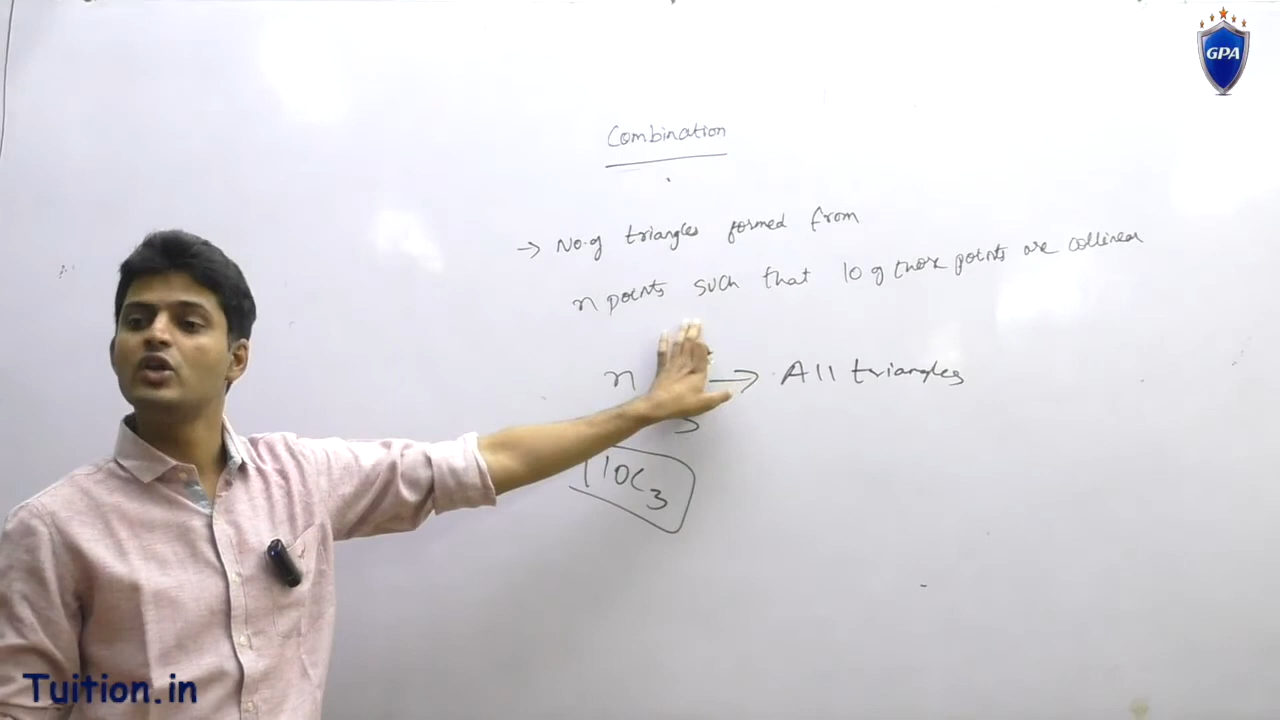 GPA
Combination
→ No. of triangles formed from
n points such that 10 of those points are collinear
n → All triangles
10C3
Tuition.in